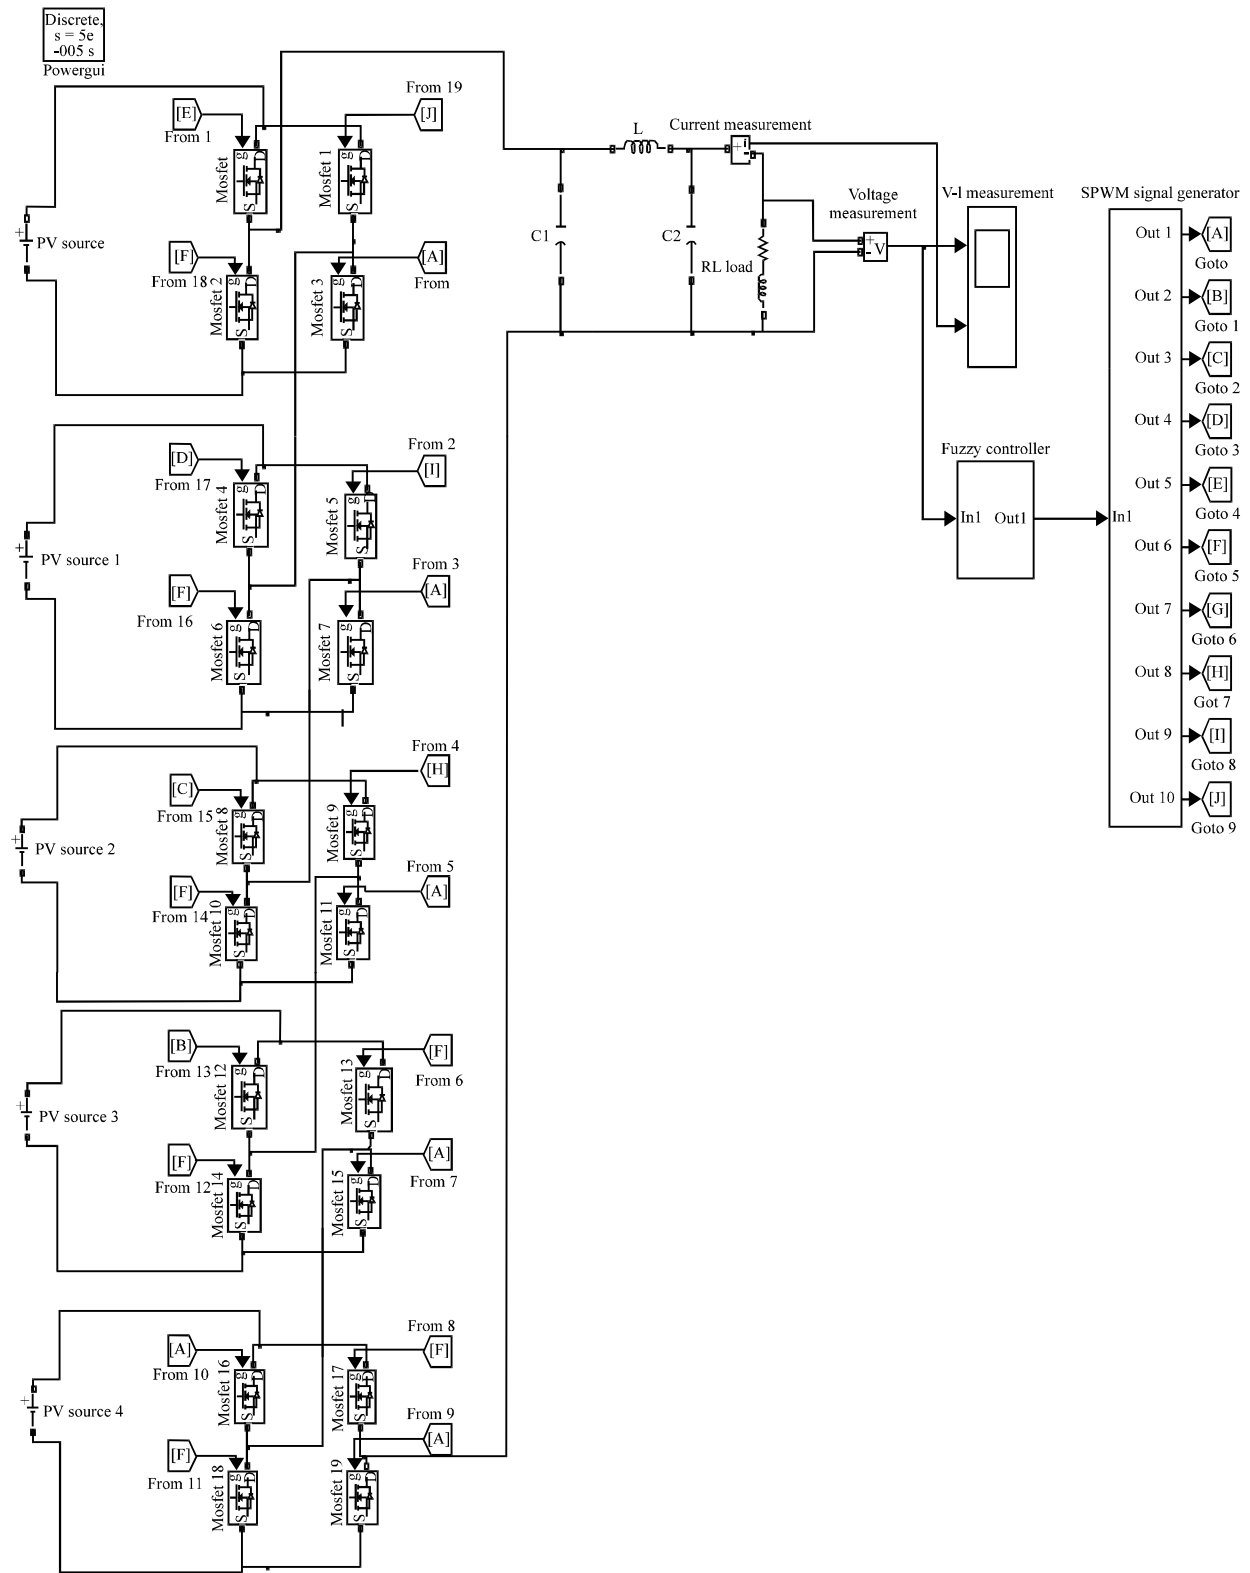 Discrete,
s = 5e
-005 s
Powergui
From 19
[E]
[J]
From 1
g
D
Mosfet
S
g
D
Mosfet 1
S
+
PV source
[F]
From 18
[A]
From
g
D
Mosfet 2
S
g
D
Mosfet 3
S
L
Current measurement
+
i
-
C1
C2
RL load
Voltage
measurement
+
-
V
V-I measurement
SPWM signal generator
Out 1
[A]
Goto
Out 2
[B]
Goto 1
Out 3
[C]
Goto 2
Out 4
[D]
Goto 3
Out 5
[E]
Goto 4
In1
Out 6
[F]
Goto 5
Out 7
[G]
Goto 6
Out 8
[H]
Got 7
Out 9
[I]
Goto 8
Out 10
[J]
Goto 9
Fuzzy controller
In1
Out1
From 2
[D]
[I]
From 17
g
D
Mosfet 4
S
g
D
Mosfet 5
S
+
PV source 1
From 3
[F]
[A]
From 16
g
D
Mosfet 6
S
g
D
Mosfet 7
S
From 4
[H]
[C]
From 15
g
D
Mosfet 8
S
g
D
Mosfet 9
S
+
PV source 2
From 5
[F]
[A]
From 14
g
D
Mosfet 10
S
g
D
Mosfet 11
S
[B]
From 13
[F]
From 6
g
D
Mosfet 12
S
g
D
Mosfet 13
S
+
PV source 3
[F]
From 12
[A]
From 7
g
D
Mosfet 14
S
g
D
Mosfet 15
S
From 8
[A]
[F]
From 10
g
D
Mosfet 16
S
g
D
Mosfet 17
S
+
PV source 4
From 9
[A]
[F]
From 11
g
D
Mosfet 18
S
g
D
Mosfet 19
S